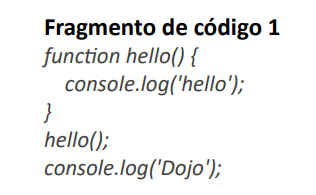 Fragmento de código 1
function hello() {
    console.log('hello');
}
hello();
console.log('Dojo');